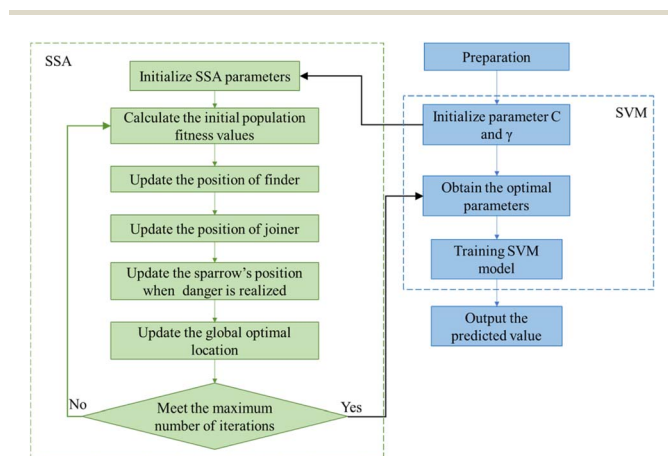 SSA
Initialize SSA parameters
Calculate the initial population
fitness values
Update the position of finder
Update the position of joiner
Update the sparrow's position
when danger is realized
Update the global optimal
location
Meet the maximum
number of iterations
No
Yes
Preparation
SVM
Initialize parameter C
and γ
Obtain the optimal
parameters
Training SVM
model
Output the
predicted value